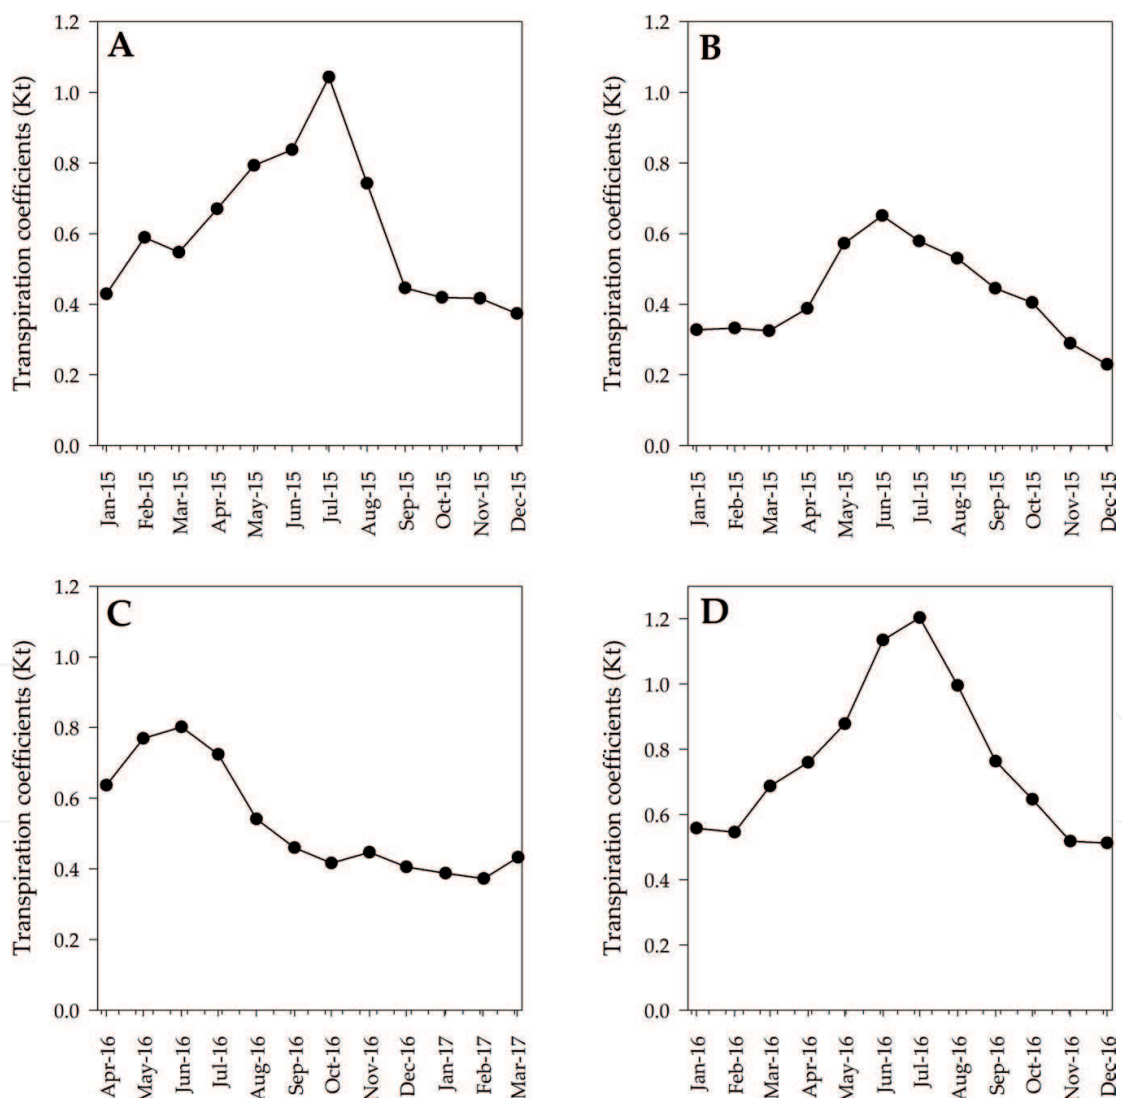 A
Transpiration coefficients (Kt)
1.2
1.0
0.8
0.6
0.4
0.2
0.0
Jan-15
Feb-15
Mar-15
Apr-15
May-15
Jun-15
Jul-15
Aug-15
Sep-15
Oct-15
Nov-15
Dec-15
B
Transpiration coefficients (Kt)
1.2
1.0
0.8
0.6
0.4
0.2
0.0
Jan-15
Feb-15
Mar-15
Apr-15
May-15
Jun-15
Jul-15
Aug-15
Sep-15
Oct-15
Nov-15
Dec-15
C
Transpiration coefficients (Kt)
1.2
1.0
0.8
0.6
0.4
0.2
0.0
Apr-16
May-16
Jun-16
Jul-16
Aug-16
Sep-16
Oct-16
Nov-16
Dec-16
Jan-17
Feb-17
Mar-17
D
Transpiration coefficients (Kt)
1.2
1.0
0.8
0.6
0.4
0.2
0.0
Jan-16
Feb-16
Mar-16
Apr-16
May-16
Jun-16
Jul-16
Aug-16
Sep-16
Oct-16
Nov-16
Dec-16